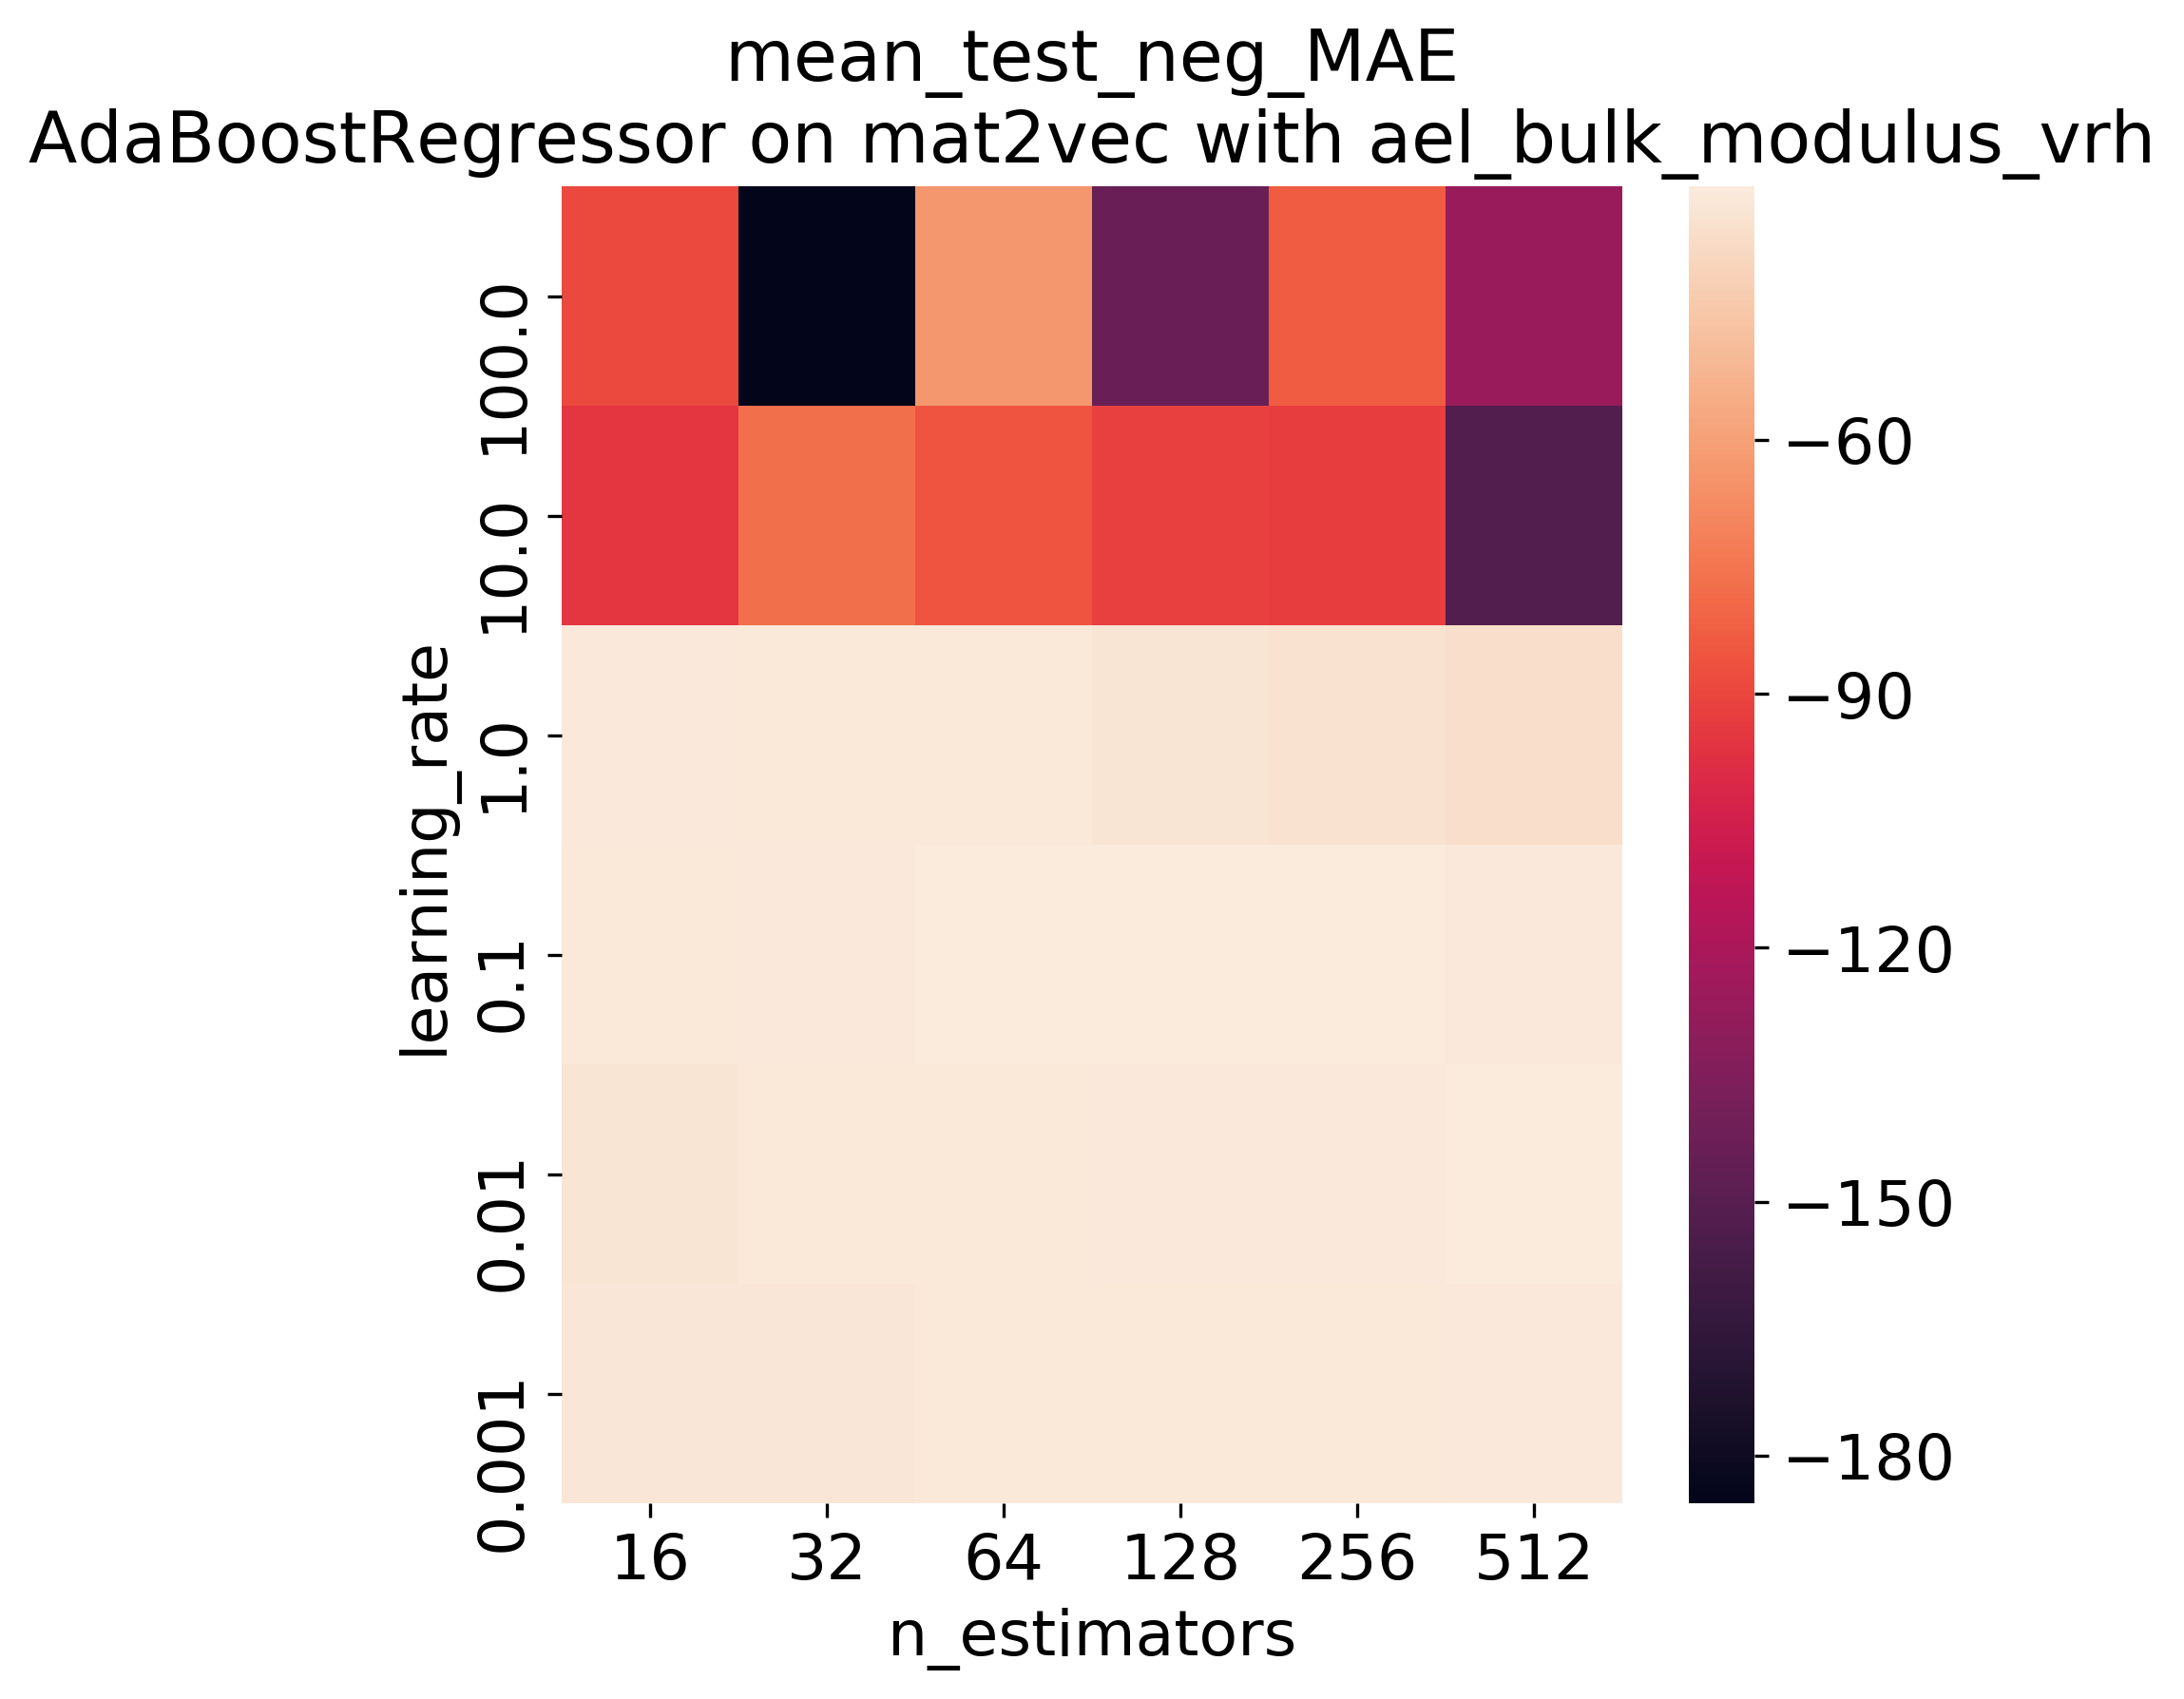 mean_test_neg_MAE
AdaBoostRegressor on mat2vec with ael_bulk_modulus_vrh
learning_rate
100.0
10.0
1.0
0.1
0.01
0.001
16 32 64 128 256 512
n_estimators
−60
−90
−120
−150
−180